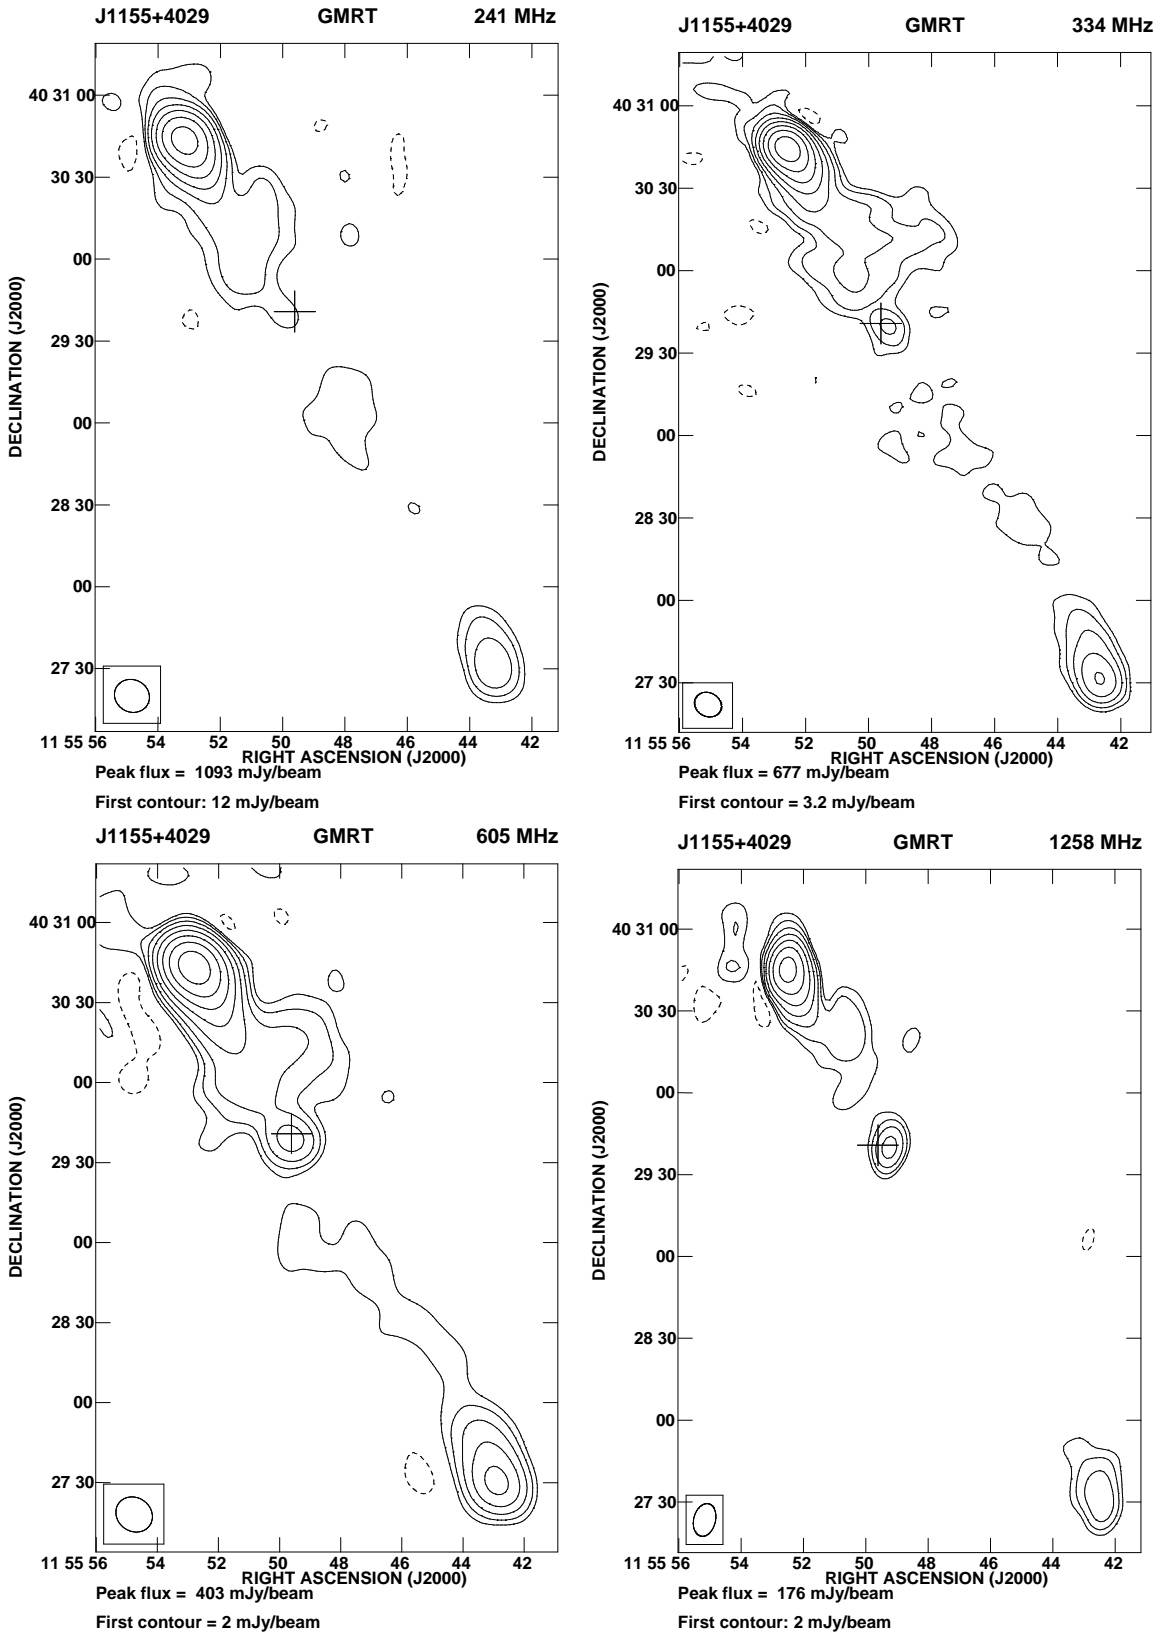 J1155+4029 GMRT 241 MHz
40 31 00
30 30
00
29 30
00
28 30
00
27 30
DECLINATION (J2000)
11 55 56 54 52 50 48 46 44 42
RIGHT ASCENSION (J2000)
Peak flux = 1093 mJy/beam
First contour: 12 mJy/beam
J1155+4029 GMRT 334 MHz
40 31 00
30 30
00
29 30
00
28 30
00
27 30
DECLINATION (J2000)
11 55 56 54 52 50 48 46 44 42
RIGHT ASCENSION (J2000)
Peak flux = 677 mJy/beam
First contour = 3.2 mJy/beam
J1155+4029 GMRT 605 MHz
40 31 00
30 30
00
29 30
00
28 30
00
27 30
DECLINATION (J2000)
11 55 56 54 52 50 48 46 44 42
RIGHT ASCENSION (J2000)
Peak flux = 403 mJy/beam
First contour = 2 mJy/beam
J1155+4029 GMRT 1258 MHz
40 31 00
30 30
00
29 30
00
28 30
00
27 30
DECLINATION (J2000)
11 55 56 54 52 50 48 46 44 42
RIGHT ASCENSION (J2000)
Peak flux = 176 mJy/beam
First contour: 2 mJy/beam